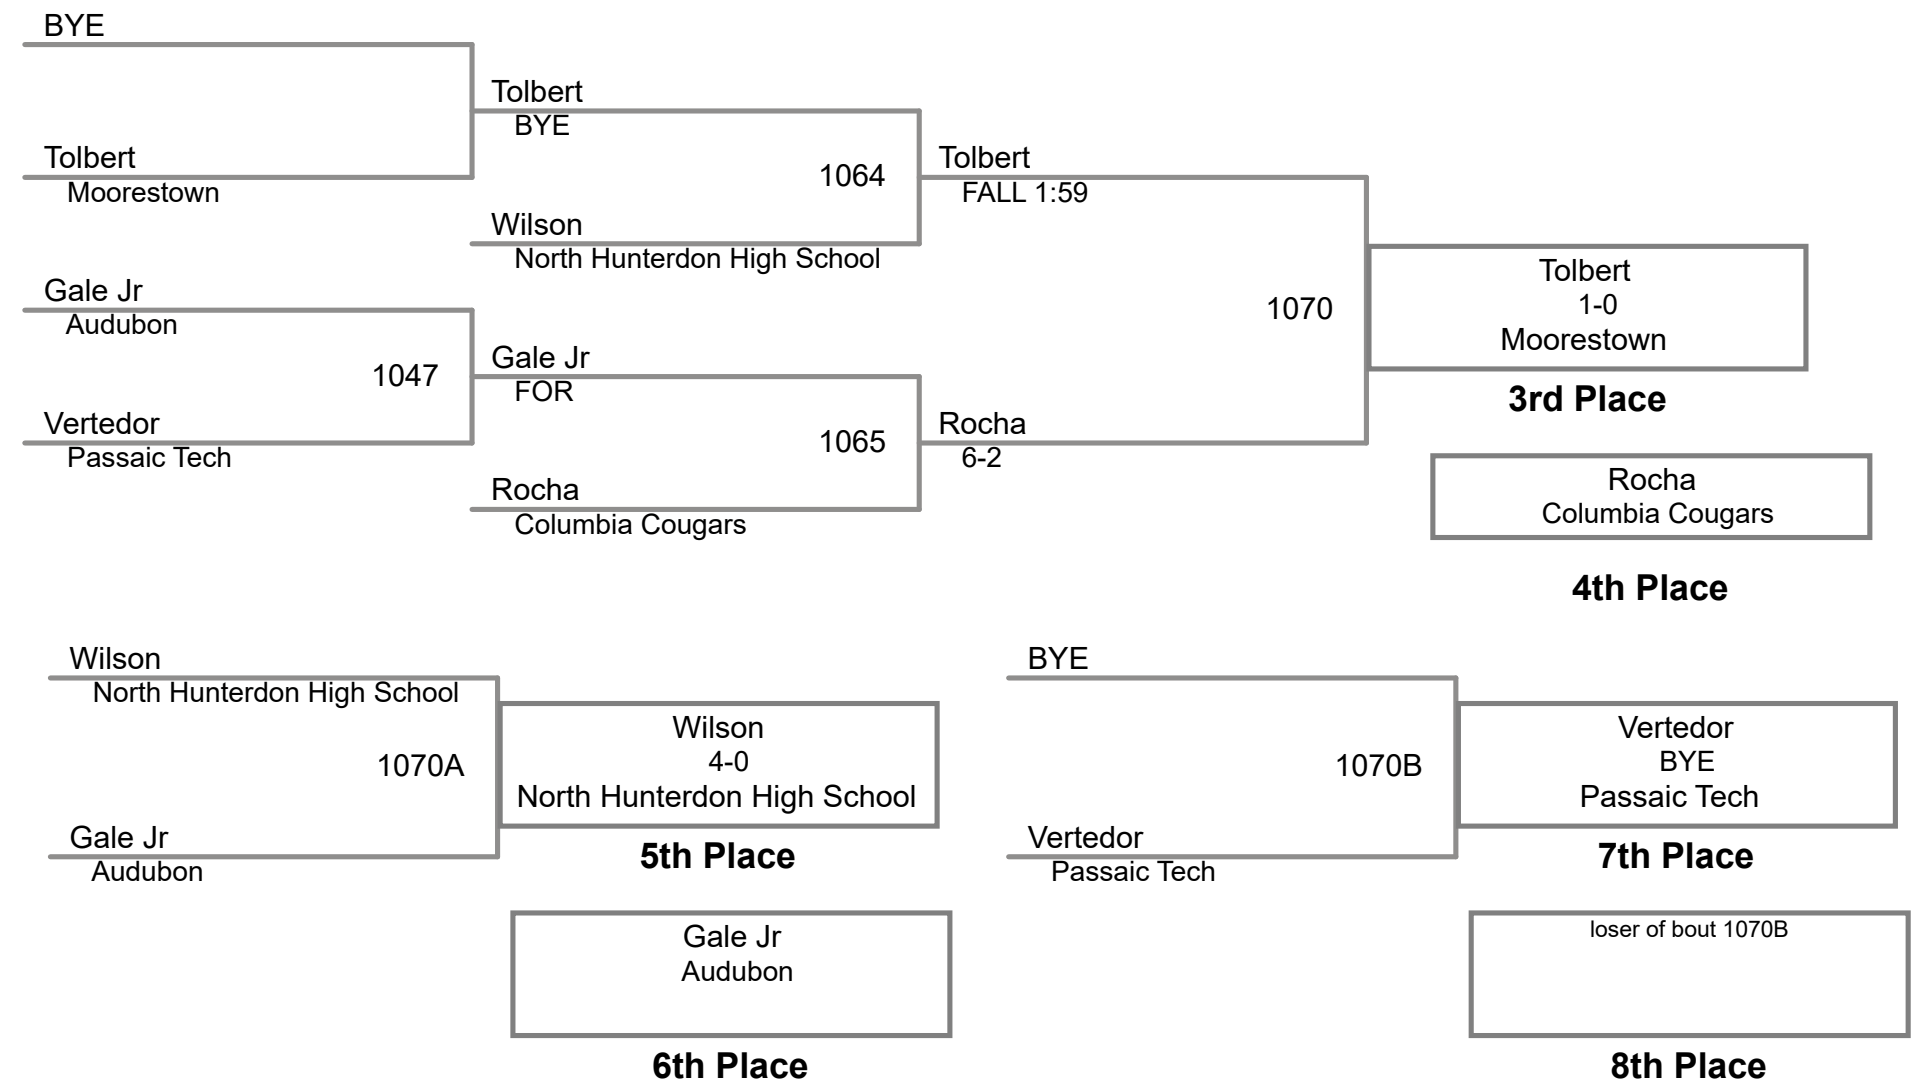 BYE
Tolbert
BYE
Tolbert
Moorestown
1064
Tolbert
FALL 1:59
Wilson
North Hunterdon High School
Gale Jr
Audubon
1070
Tolbert
1-0
Moorestown
3rd Place
1047
Gale Jr
FOR
Vertedor
Passaic Tech
1065
Rocha
6-2
Rocha
Columbia Cougars
Rocha
Columbia Cougars
4th Place
Wilson
North Hunterdon High School
1070A
Gale Jr
Audubon
Wilson
4-0
North Hunterdon High School
5th Place
Gale Jr
Audubon
6th Place
BYE
1070B
Vertedor
Passaic Tech
Vertedor
BYE
Passaic Tech
7th Place
loser of bout 1070B
8th Place